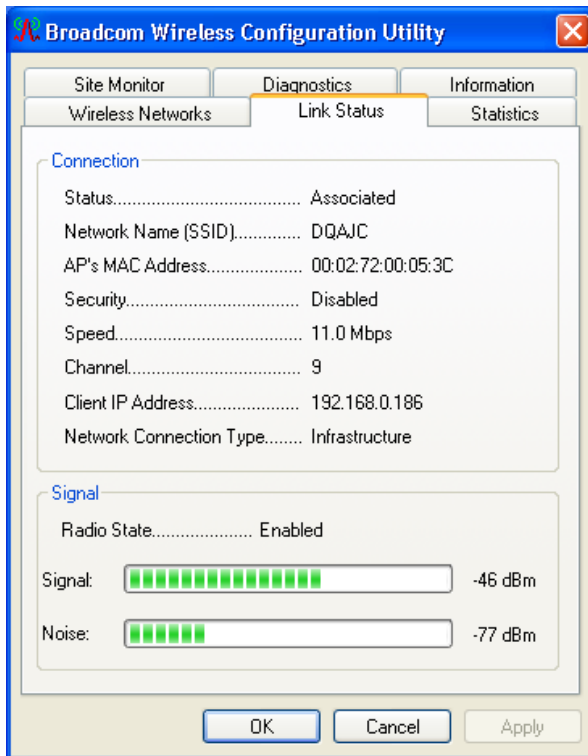 Broadcom Wireless Configuration Utility
Site Monitor Diagnostics Information
Wireless Networks Link Status Statistics
Connection
Status................................... Associated
Network Name (SSID)............. DQAJC
AP's MAC Address.................. 00:02:72:00:05:3C
Security................................ Disabled
Speed................................... 11.0 Mbps
Channel................................. 9
Client IP Address..................... 192.168.0.186
Network Connection Type....... Infrastructure
Signal
Radio State................... Enabled
Signal: -46 dBm
Noise: -77 dBm
OK Cancel Apply